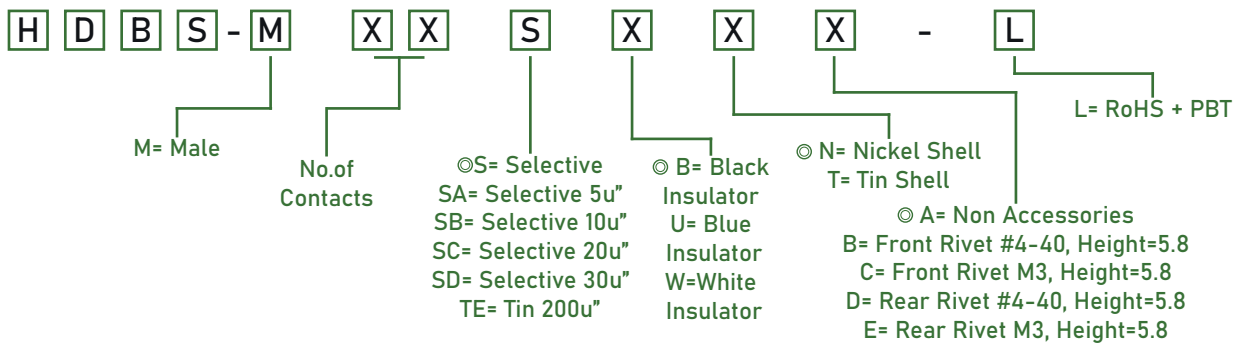 HDBS-M XX S X X X - L
M= Male
No.of
Contacts
◎S= Selective
SA= Selective 5u"
SB= Selective 10u"
SC= Selective 20u"
SD= Selective 30u"
TE= Tin 200u"
◎ B= Black
Insulator
U= Blue
Insulator
W=White
Insulator
◎ N= Nickel Shell
T= Tin Shell
◎ A= Non Accessories
B= Front Rivet #4-40, Height=5.8
C= Front Rivet M3, Height=5.8
D= Rear Rivet #4-40, Height=5.8
E= Rear Rivet M3, Height=5.8
L= RoHS + PBT